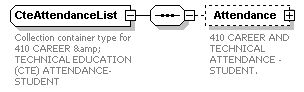 CteAttendanceList
Attendance
Collection container type for
410 CAREER &amp;
TECHNICAL EDUCATION
(CTE) ATTENDANCE-
STUDENT
410 CAREER AND
TECHNICAL
ATTENDANCE -
STUDENT.